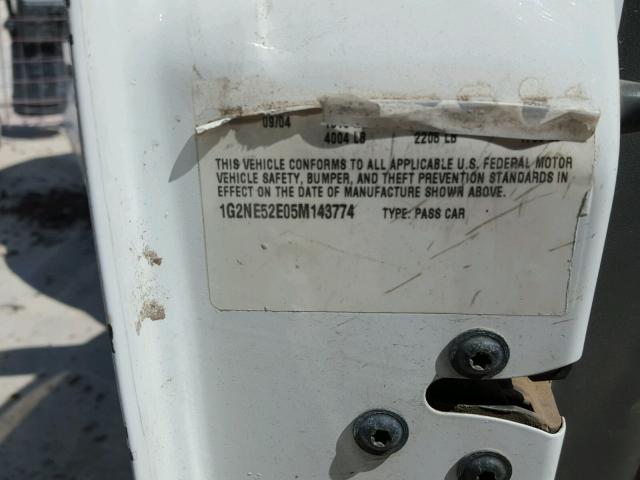 09/04
4004 LB 2206 LB
THIS VEHICLE CONFORMS TO ALL APPLICABLE U.S. FEDERAL MOTOR
VEHICLE SAFETY, BUMPER, AND THEFT PREVENTION STANDARDS IN
EFFECT ON THE DATE OF MANUFACTURE SHOWN ABOVE.
1G2NE52E05M143774 TYPE: PASS CAR